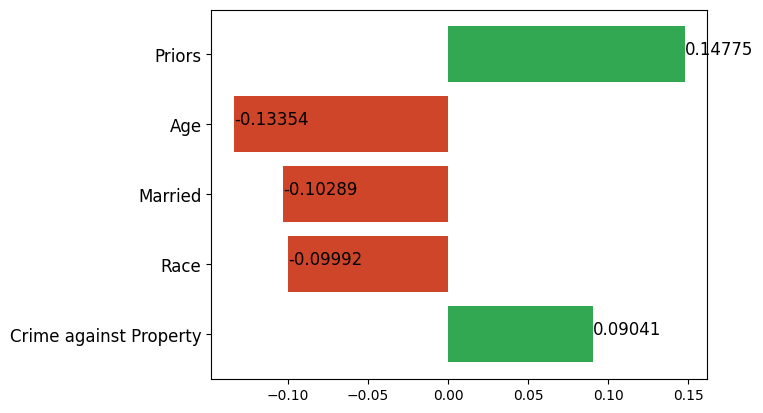 Priors
0.14775
Age
-0.13354
Married
-0.10289
Race
-0.09992
Crime against Property
0.09041
−0.10 −0.05 0.00 0.05 0.10 0.15